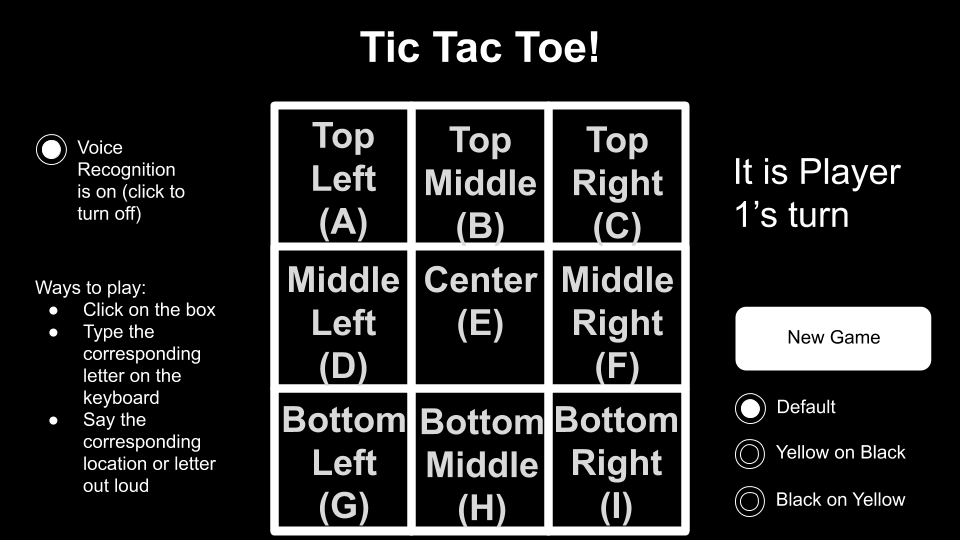 Tic Tac Toe!
Voice
Recognition
is on (click to
turn off)
Ways to play:
● Click on the box
● Type the
corresponding
letter on the
keyboard
● Say the
corresponding
location or letter
out loud
Top
Left
(A)
Top
Middle
(B)
Top
Right
(C)
Middle
Left
(D)
Center
(E)
Middle
Right
(F)
Bottom
Left
(G)
Bottom
Middle
(H)
Bottom
Right
(I)
It is Player
1’s turn
New Game
Default
Yellow on Black
Black on Yellow